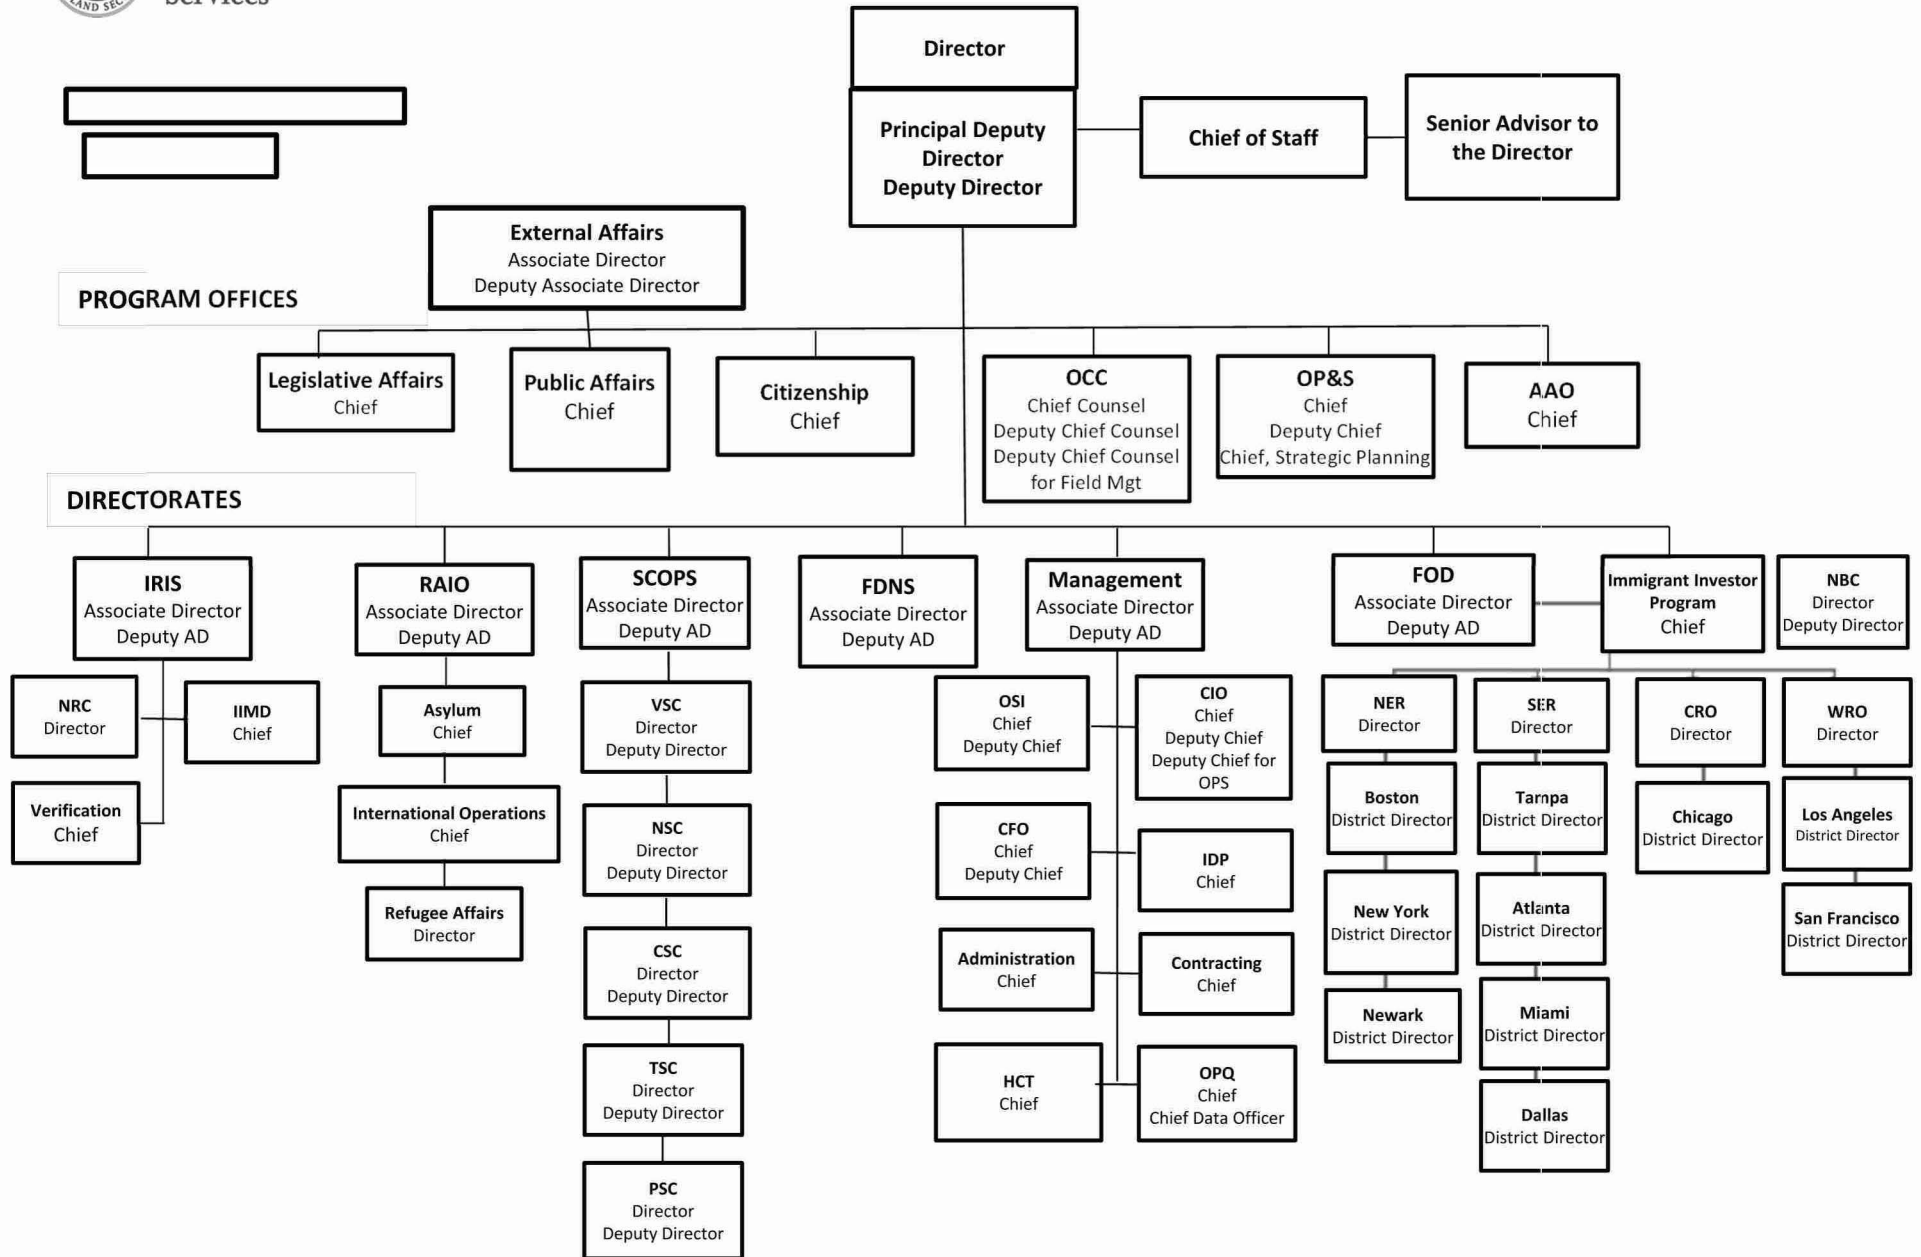 LAND SEC
Services
Director
Principal Deputy
Director
Deputy Director
Chief of Staff
Senior Advisor to
the Director
External Affairs
Associate Director
Deputy Associate Director
PROGRAM OFFICES
Legislative Affairs
Chief
Public Affairs
Chief
Citizenship
Chief
OCC
Chief Counsel
Deputy Chief Counsel
Deputy Chief Counsel
for Field Mgt
OP&S
Chief
Deputy Chief
Chief, Strategic Planning
AAO
Chief
DIRECTORATES
IRIS
Associate Director
Deputy AD
RAIO
Associate Director
Deputy AD
SCOPS
Associate Director
Deputy AD
FDNS
Associate Director
Deputy AD
Management
Associate Director
Deputy AD
FOD
Associate Director
Deputy AD
Immigrant Investor
Program
Chief
NBC
Director
Deputy Director
NRC
Director
IIMD
Chief
Verification
Chief
Asylum
Chief
International Operations
Chief
Refugee Affairs
Director
VSC
Director
Deputy Director
NSC
Director
Deputy Director
CSC
Director
Deputy Director
TSC
Director
Deputy Director
PSC
Director
Deputy Director
OSI
Chief
Deputy Chief
CIO
Chief
Deputy Chief
Deputy Chief for
OPS
CFO
Chief
Deputy Chief
IDP
Chief
Administration
Chief
Contracting
Chief
HCT
Chief
OPQ
Chief
Chief Data Officer
NER
Director
Boston
District Director
New York
District Director
Newark
District Director
SER
Director
Tampa
District Director
Atlanta
District Director
Miami
District Director
Dallas
District Director
CRO
Director
Chicago
District Director
WRO
Director
Los Angeles
District Director
San Francisco
District Director